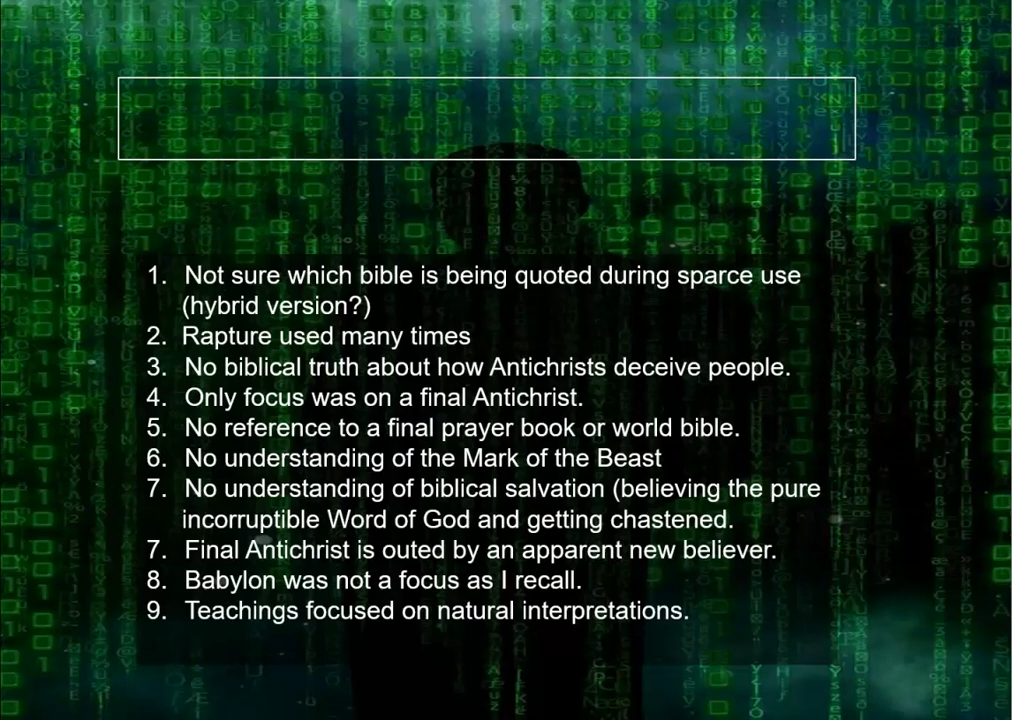 1. Not sure which bible is being quoted during sparce use
(hybrid version?)
2. Rapture used many times
3. No biblical truth about how Antichrists deceive people.
4. Only focus was on a final Antichrist.
5. No reference to a final prayer book or world bible.
6. No understanding of the Mark of the Beast
7. No understanding of biblical salvation (believing the pure
incorruptible Word of God and getting chastened.
7. Final Antichrist is outed by an apparent new believer.
8. Babylon was not a focus as I recall.
9. Teachings focused on natural interpretations.